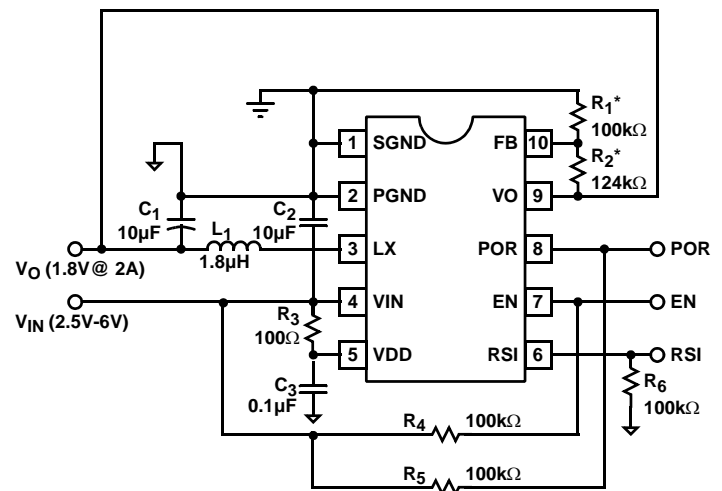 R1*
100kΩ
R2*
124kΩ
1 SGND FB 10
2 PGND VO 9
3 LX POR 8 POR
4 VIN EN 7 EN
5 VDD RSI 6 RSI
C1
10µF
C2
10µF
L1
1.8µH
VO (1.8V@ 2A)
VIN (2.5V-6V)
R3
100Ω
C3
0.1µF
R6
100kΩ
R4 100kΩ
R5 100kΩ